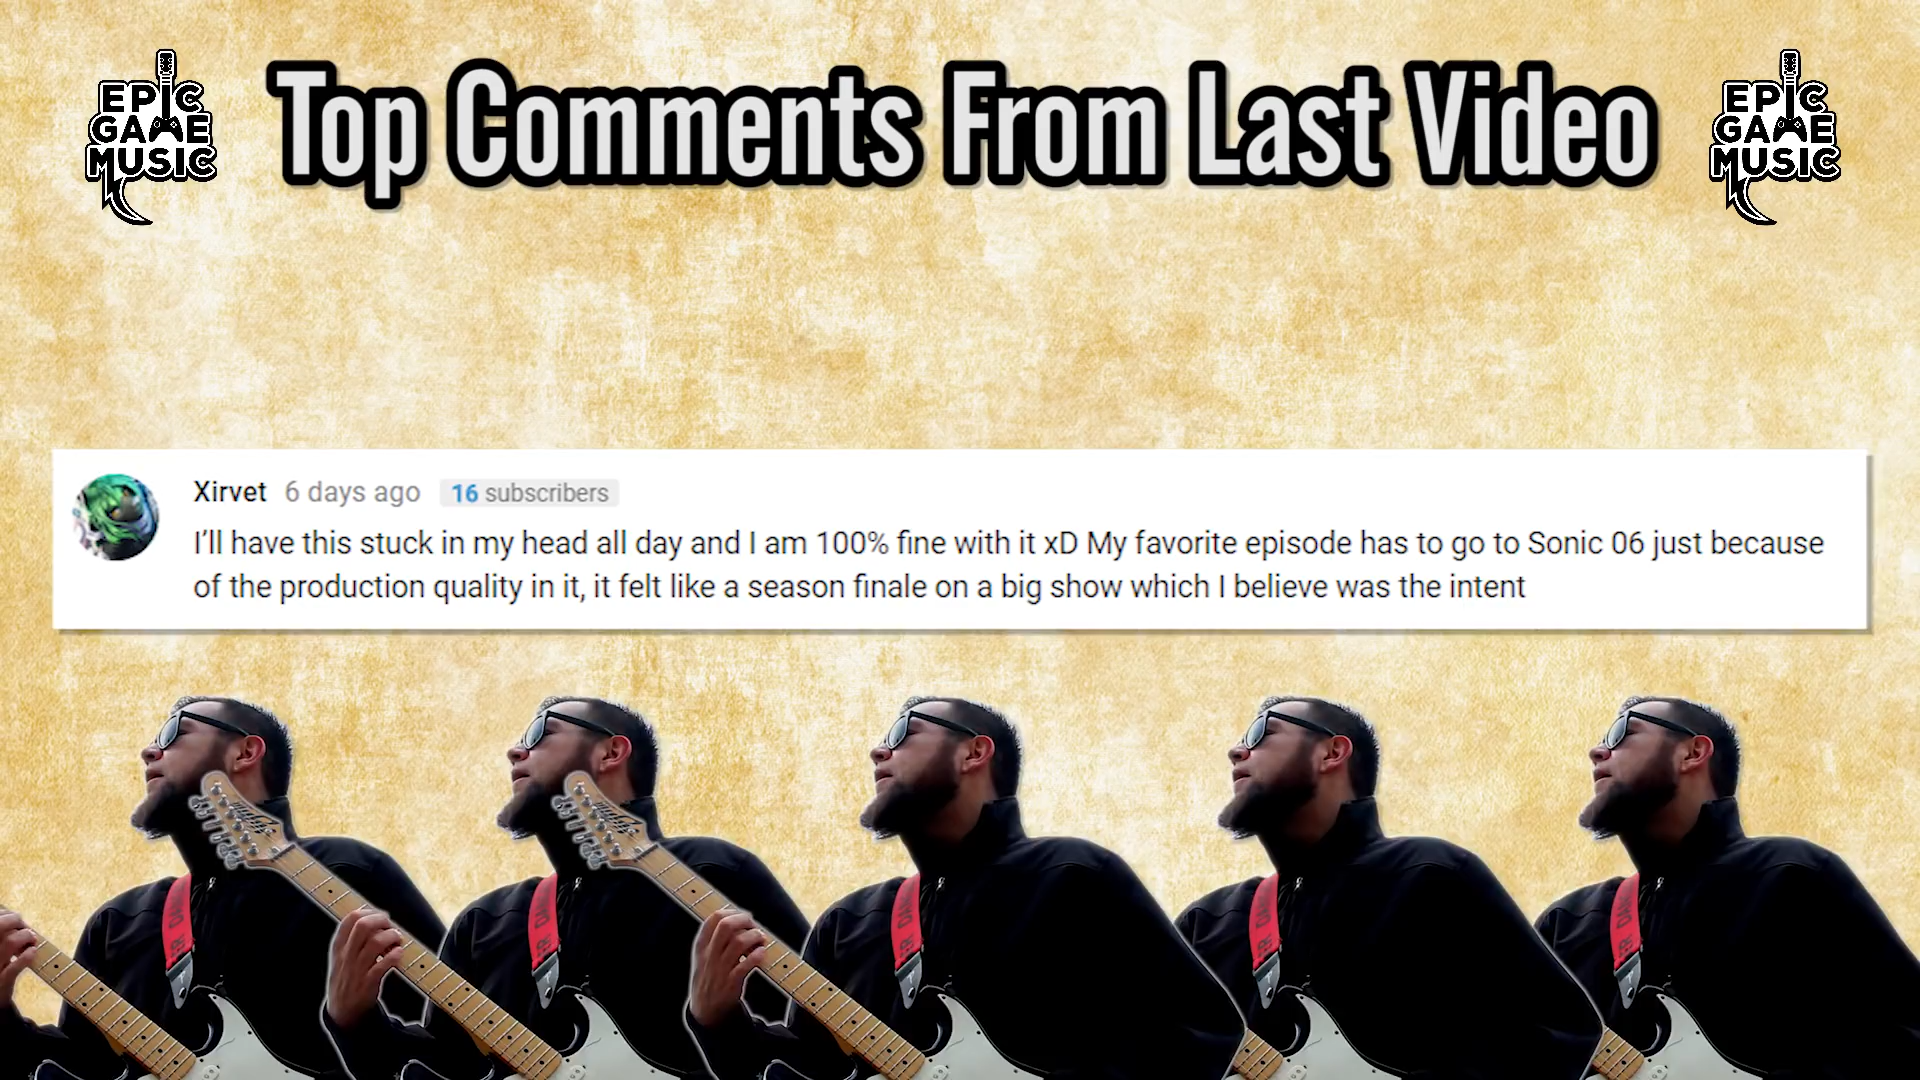 EPIC
GAME
MUSIC
Top Comments From Last Video
EPIC
GAME
MUSIC
Xirvet 6 days ago 16 subscribers
I’ll have this stuck in my head all day and I am 100% fine with it xD My favorite episode has to go to Sonic 06 just because
of the production quality in it, it felt like a season finale on a big show which I believe was the intent